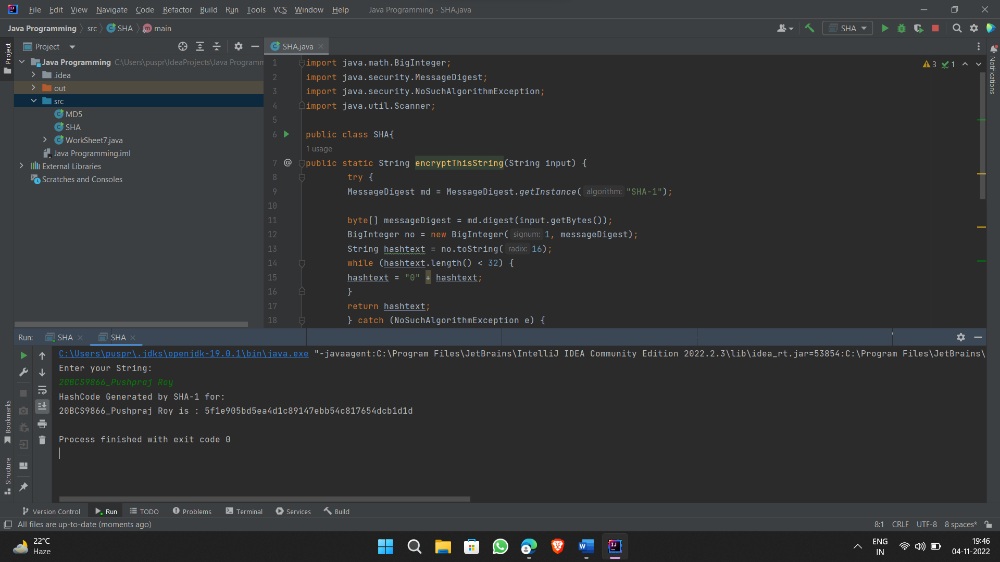 File Edit View Navigate Code Refactor Build Run Tools VCS Window Help Java Programming - SHA.java
Java Programming src SHA main SHA
Project SHA.java
Project
Java Programming C:\Users\puspr\IdeaProjects\Java Programm
.idea
out
src
MD5
SHA
WorkSheet7.java
Java Programming.iml
External Libraries
Scratches and Consoles
1 import java.math.BigInteger;
2 import java.security.MessageDigest;
3 import java.security.NoSuchAlgorithmException;
4 import java.util.Scanner;
5
6 public class SHA{
1 usage
7 @ public static String encryptThisString(String input) {
8 try {
9 MessageDigest md = MessageDigest.getInstance( algorithm: "SHA-1");
10
11 byte[] messageDigest = md.digest(input.getBytes());
12 BigInteger no = new BigInteger( signum: 1, messageDigest);
13 String hashtext = no.toString( radix: 16);
14 while (hashtext.length() < 32) {
15 hashtext = "0" + hashtext;
16 }
17 return hashtext;
18 } catch (NoSuchAlgorithmException e) {
3 1
Notifications
Run: SHA SHA
C:\Users\puspr\.jdks\openjdk-19.0.1\bin\java.exe "-javaagent:C:\Program Files\JetBrains\IntelliJ IDEA Community Edition 2022.2.3\lib\idea_rt.jar=53854:C:\Program Files\JetBrains\
Enter your String:
20BCS9866_Pushpraj Roy
HashCode Generated by SHA-1 for:
20BCS9866_Pushpraj Roy is : 5f1e905bd5ea4d1c89147ebb54c817654dcb1d1d
Process finished with exit code 0
Bookmarks
Structure
Version Control Run TODO Problems Terminal Services Build
All files are up-to-date (moments ago) 8:1 CRLF UTF-8 8 spaces*
22°C
Haze
ENG
IN
19:46
04-11-2022